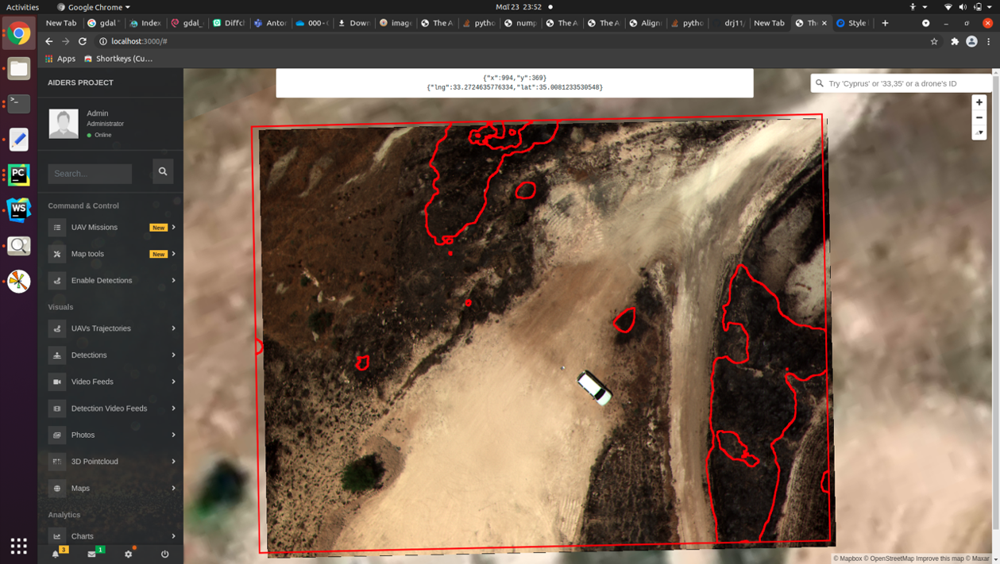 Activities
Google Chrome
Μαΐ 23 23:52
New Tab
gdal
Index
gdal_
Diffch
Anton
000-
Down
image
The A
pytho
nump
The A
The A
Alignr
pytho
drj11/
New Tab
The
Style
localhost:3000/#
Apps
Shortkeys (Cu…
AIDERS PROJECT
{"x":994,"y":369}
{"lng":33.2724635776334,"lat":35.0081233530548}
Try 'Cyprus' or '33,35' or a drone's ID
Admin
Administrator
Online
Search...
Command & Control
UAV Missions New
Map tools New
Enable Detections
Visuals
UAVs Trajectories
Detections
Video Feeds
Detection Video Feeds
Photos
3D Pointcloud
Maps
Analytics
Charts
3
1
PC
WS
© Mapbox © OpenStreetMap Improve this map © Maxar